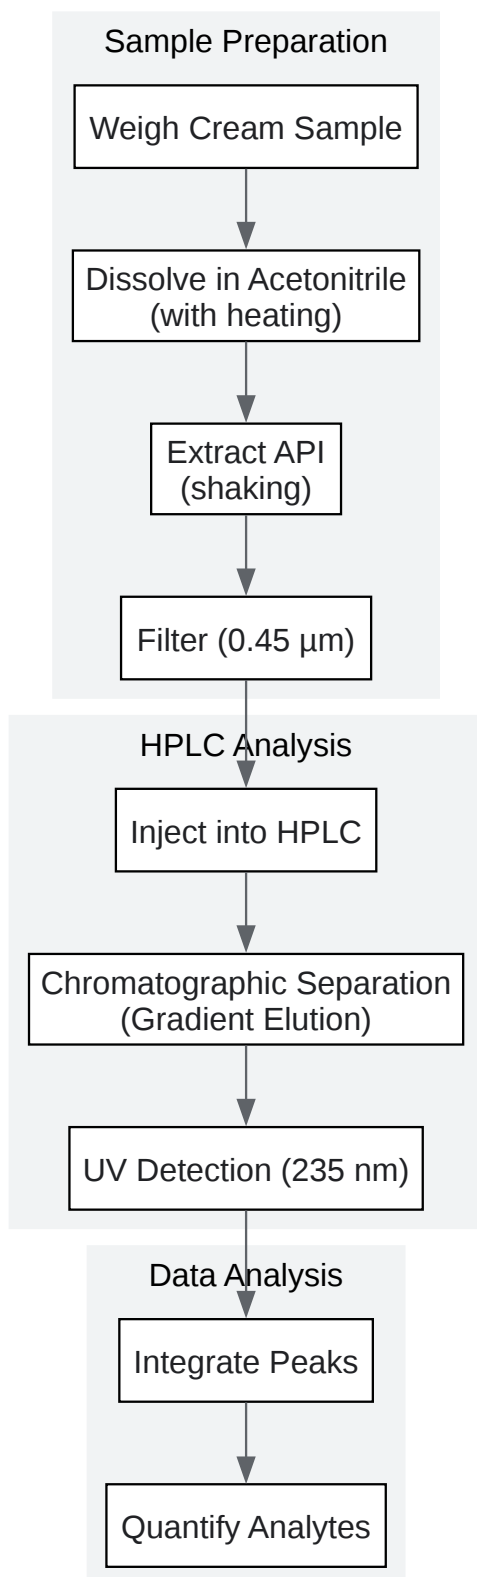 Sample Preparation
Weigh Cream Sample
Dissolve in Acetonitrile
(with heating)
Extract API
(shaking)
Filter (0.45 µm)
HPLC Analysis
Inject into HPLC
Chromatographic Separation
(Gradient Elution)
UV Detection (235 nm)
Data Analysis
Integrate Peaks
Quantify Analytes